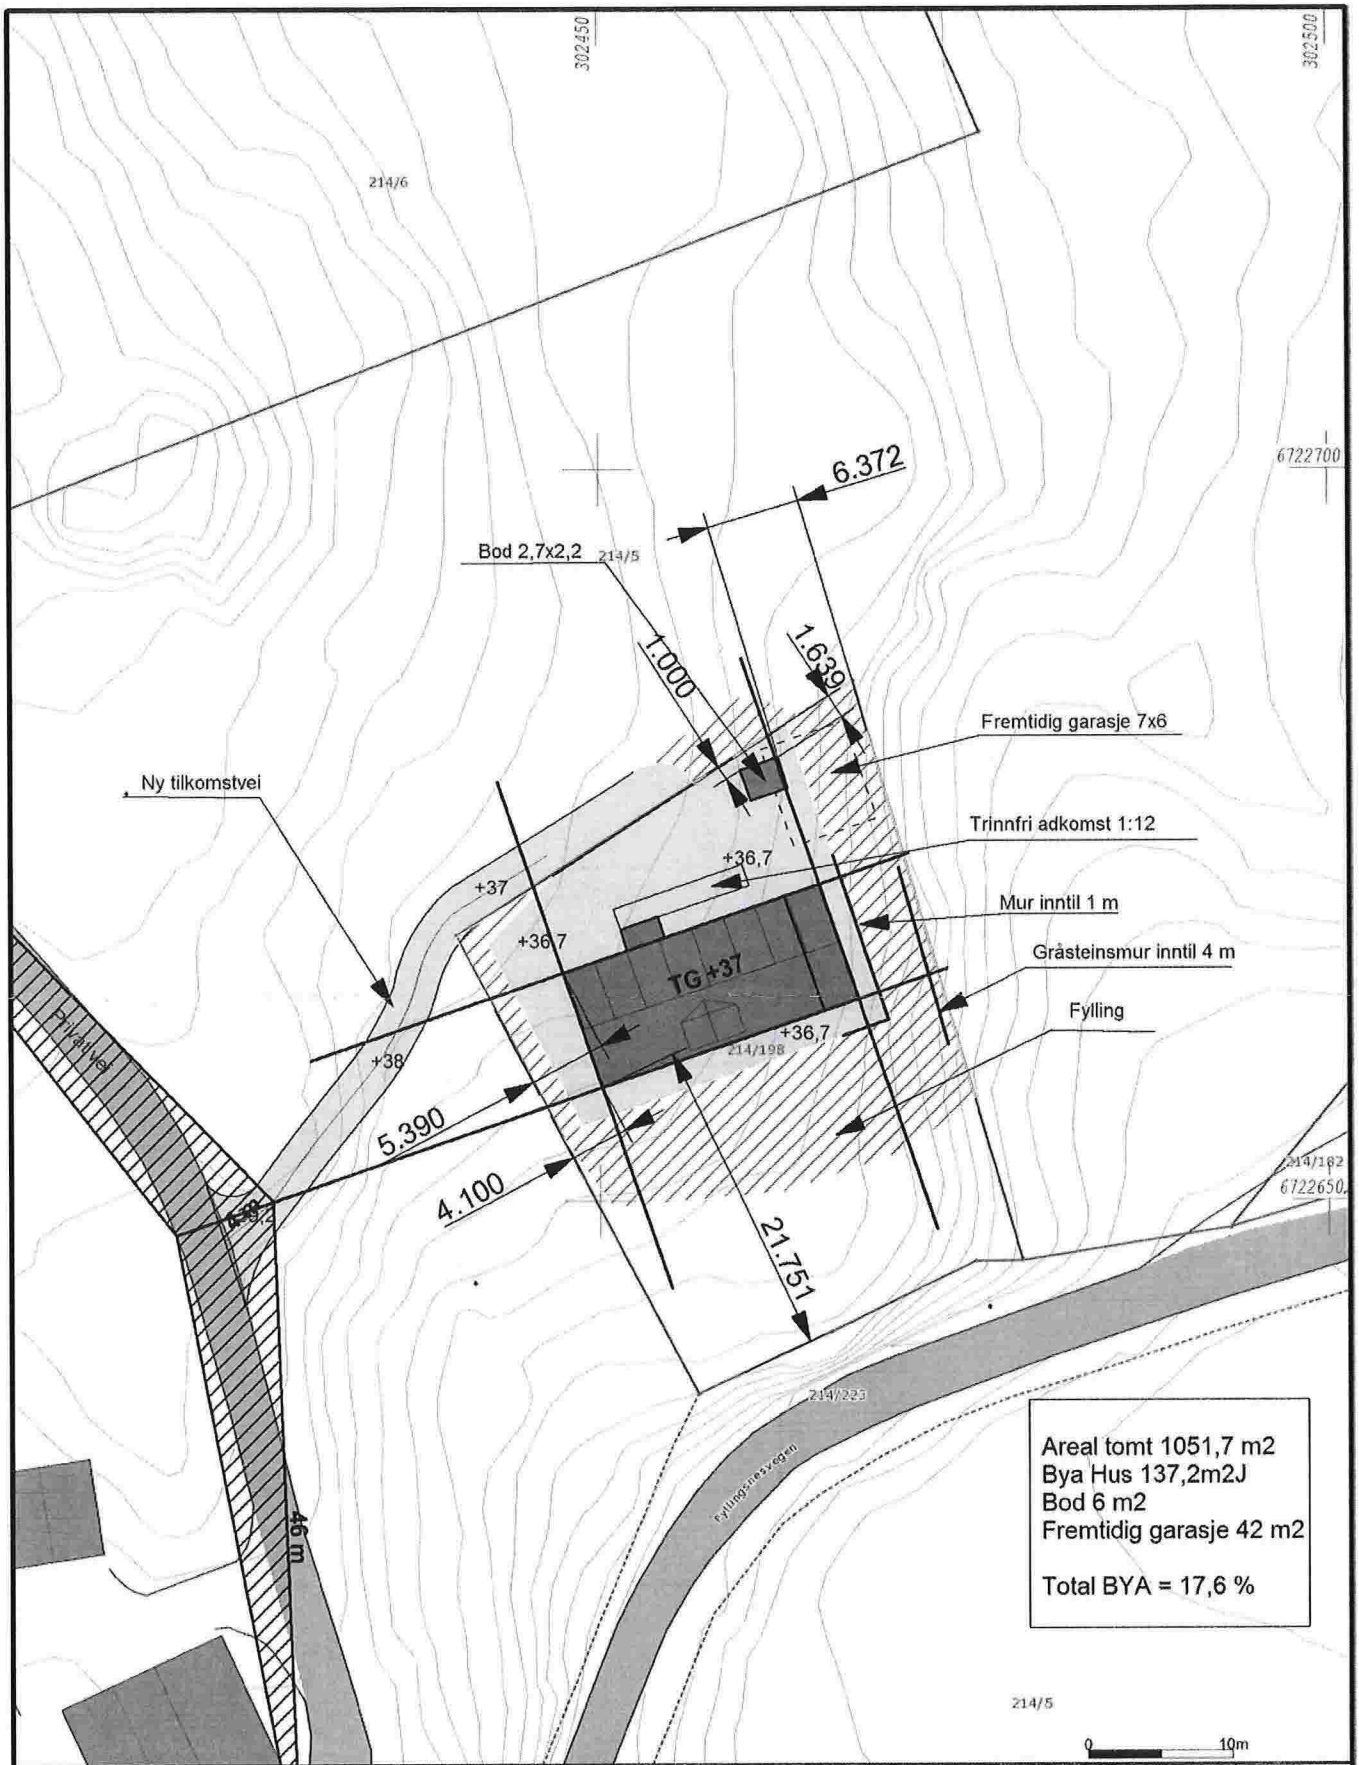 302450
302500
214/6
6722700
6.372
Bod 2,7x2,2
214/5
1.000
1.639
Fremtidig garasje 7x6
Ny tilkomstvei
Trinnfri adkomst 1:12
+36,7
+37
Mur inntil 1 m
+36,7
Gråsteinsmur inntil 4 m
TG +37
Fylling
+36,7
214/198
Privat vei
+38
5.390
4.100
214/182
6722650
21.751
214/223
Fyllingsnesvegen
46 m
Areal tomt 1051,7 m2
Bya Hus 137,2m2J
Bod 6 m2
Fremtidig garasje 42 m2
Total BYA = 17,6 %
214/5
0 10m